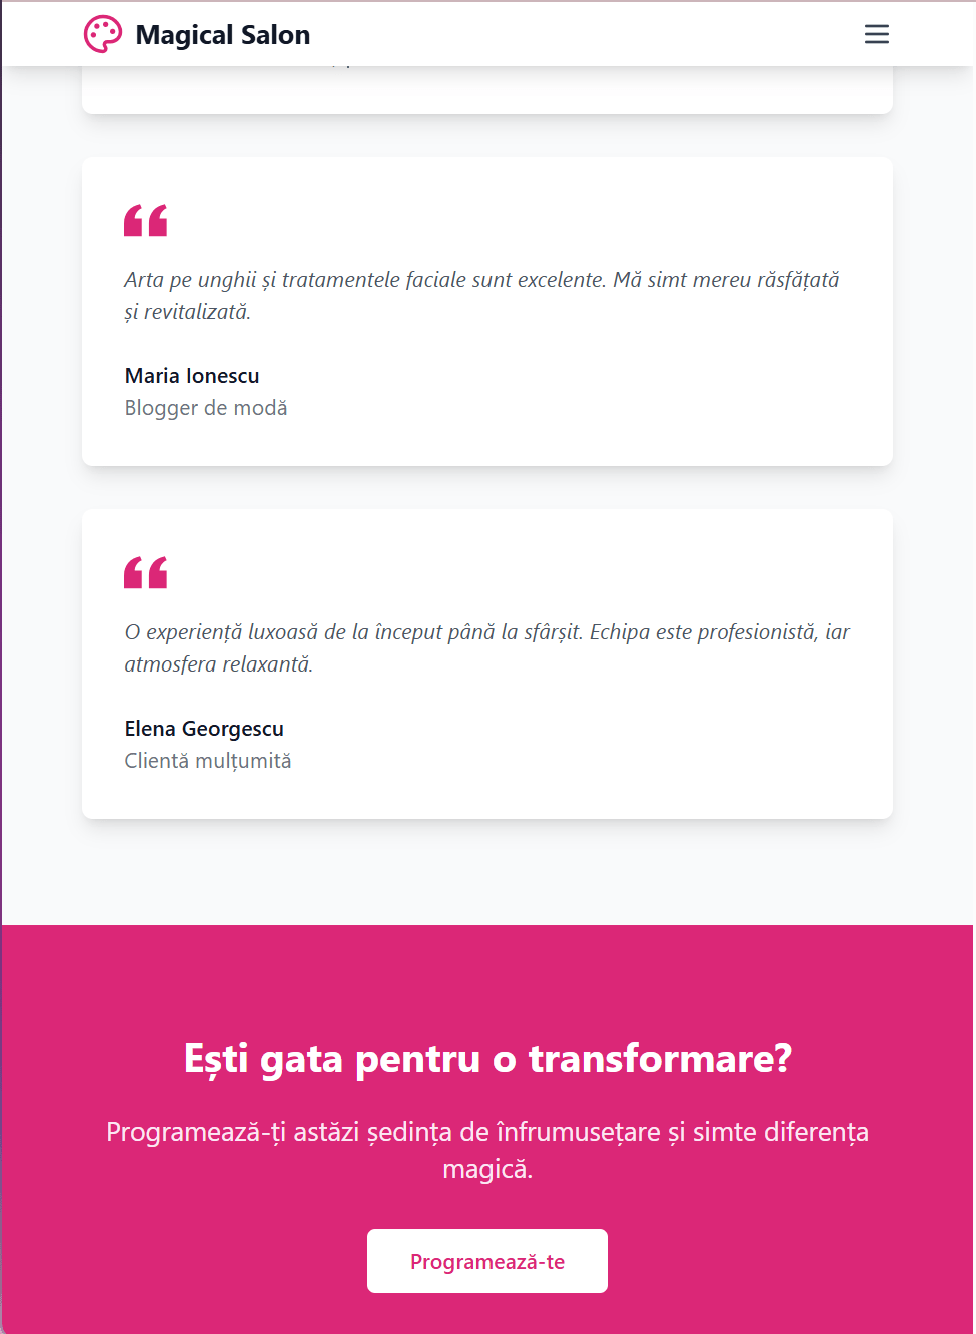 Magical Salon
Arta pe unghii și tratamentele faciale sunt excelente. Mă simt mereu răsfățată
și revitalizată.
Maria Ionescu
Blogger de modă
O experiență luxoasă de la început până la sfârșit. Echipa este profesionistă, iar
atmosfera relaxantă.
Elena Georgescu
Clientă mulțumită
Ești gata pentru o transformare?
Programează-ți astăzi ședința de înfrumusețare și simte diferența
magică.
Programează-te